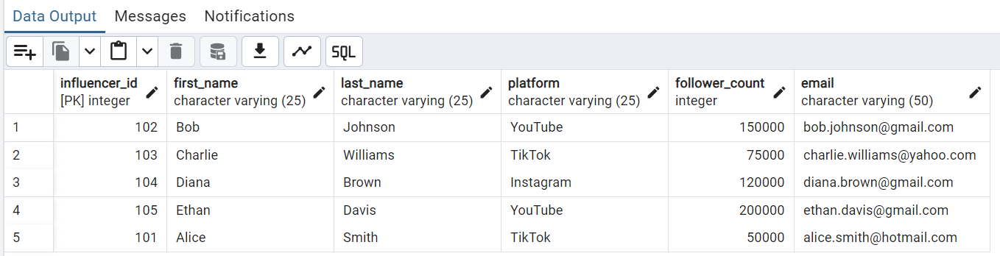 Data Output Messages Notifications
SQL
influencer_id first_name last_name platform follower_count email
[PK] integer character varying (25) character varying (25) character varying (25) integer character varying (50)
1 102 Bob Johnson YouTube 150000 bob.johnson@gmail.com
2 103 Charlie Williams TikTok 75000 charlie.williams@yahoo.com
3 104 Diana Brown Instagram 120000 diana.brown@gmail.com
4 105 Ethan Davis YouTube 200000 ethan.davis@gmail.com
5 101 Alice Smith TikTok 50000 alice.smith@hotmail.com